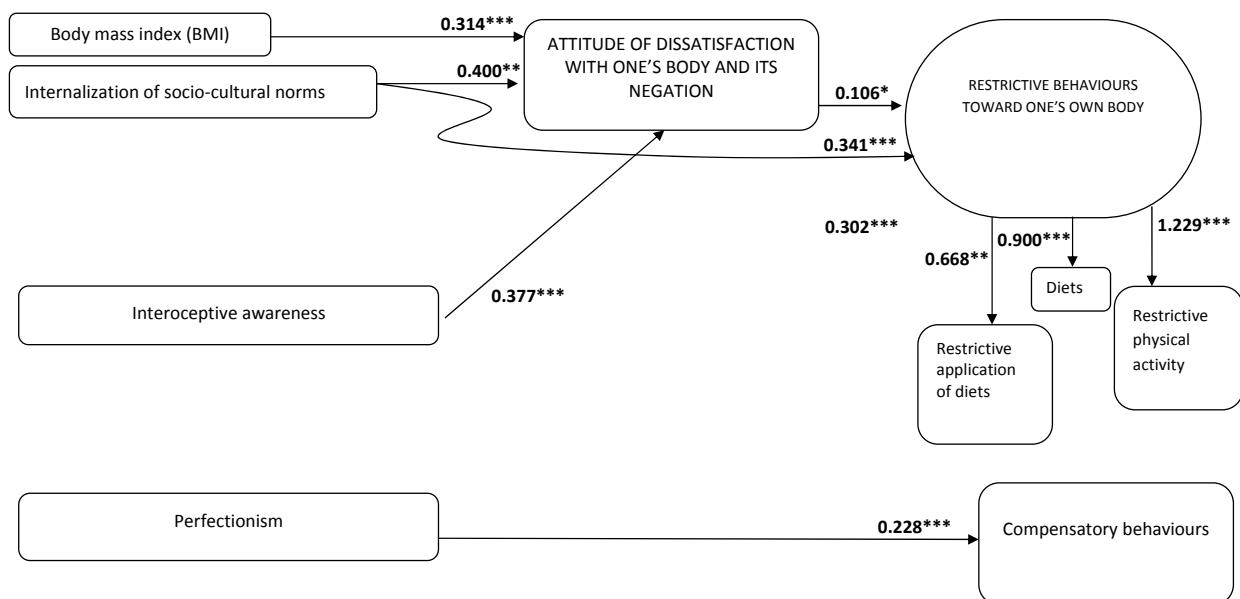 Body mass index (BMI)
0.314***
Internalization of socio-cultural norms
0.400**
ATTITUDE OF DISSATISFACTION
WITH ONE’S BODY AND ITS
NEGATION
0.106*
RESTRICTIVE BEHAVIOURS
TOWARD ONE’S OWN BODY
0.341***
0.302***
0.668**
0.900***
1.229***
Interoceptive awareness
0.377***
Diets
Restrictive
application
of diets
Restrictive
physical
activity
Perfectionism
0.228***
Compensatory behaviours